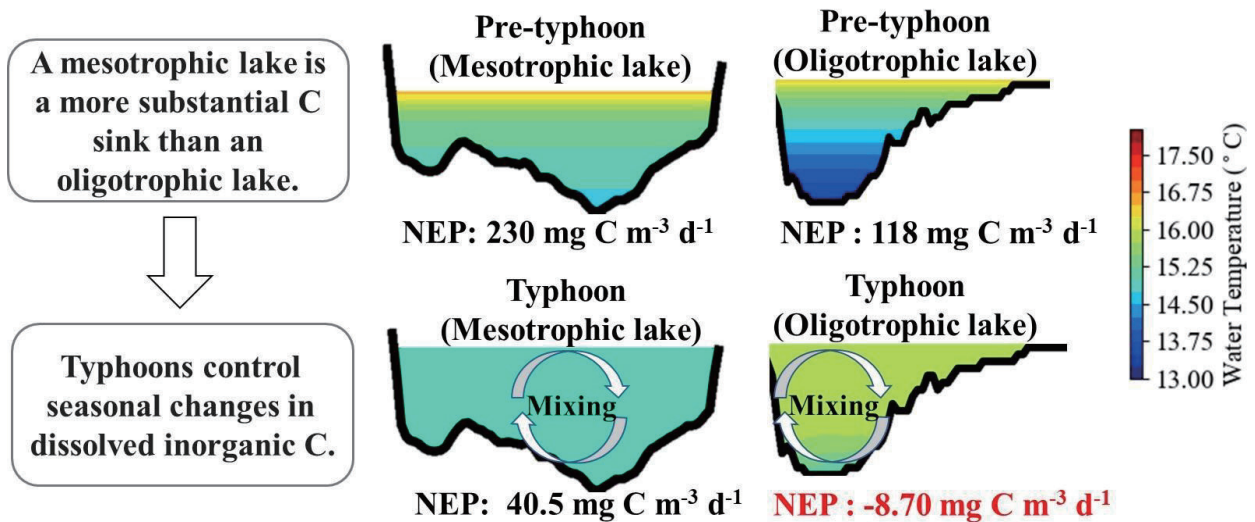 A mesotrophic lake is
a more substantial C
sink than an
oligotrophic lake.
Typhoons control
seasonal changes in
dissolved inorganic C.
Pre-typhoon
(Mesotrophic lake)
NEP: 230 mg C m⁻³ d⁻¹
Pre-typhoon
(Oligotrophic lake)
NEP : 118 mg C m⁻³ d⁻¹
Typhoon
(Mesotrophic lake)
Mixing
NEP: 40.5 mg C m⁻³ d⁻¹
Typhoon
(Oligotrophic lake)
Mixing
NEP : -8.70 mg C m⁻³ d⁻¹
17.50
16.75
16.00
15.25
14.50
13.75
13.00
Water Temperature ( ° C)